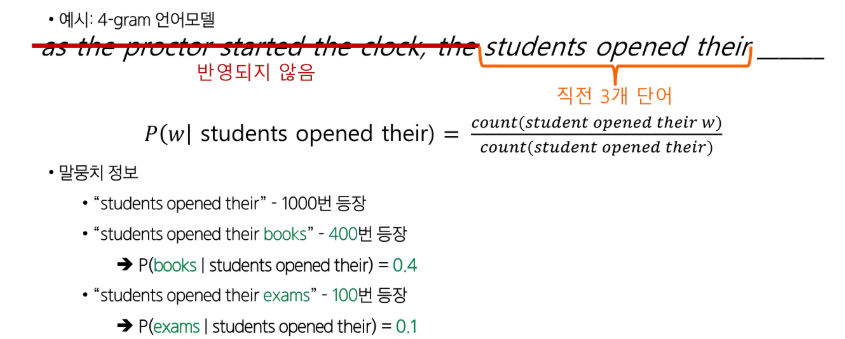 • 예시: 4-gram 언어모델
as the proctor started the clock, the students opened their ______
반영되지 않음
직전 3개 단어
P(w| students opened their) = count(student opened their w) / count(student opened their)
• 말뭉치 정보
• “students opened their” - 1000번 등장
• “students opened their books” - 400번 등장
➔ P(books | students opened their) = 0.4
• “students opened their exams” - 100번 등장
➔ P(exams | students opened their) = 0.1